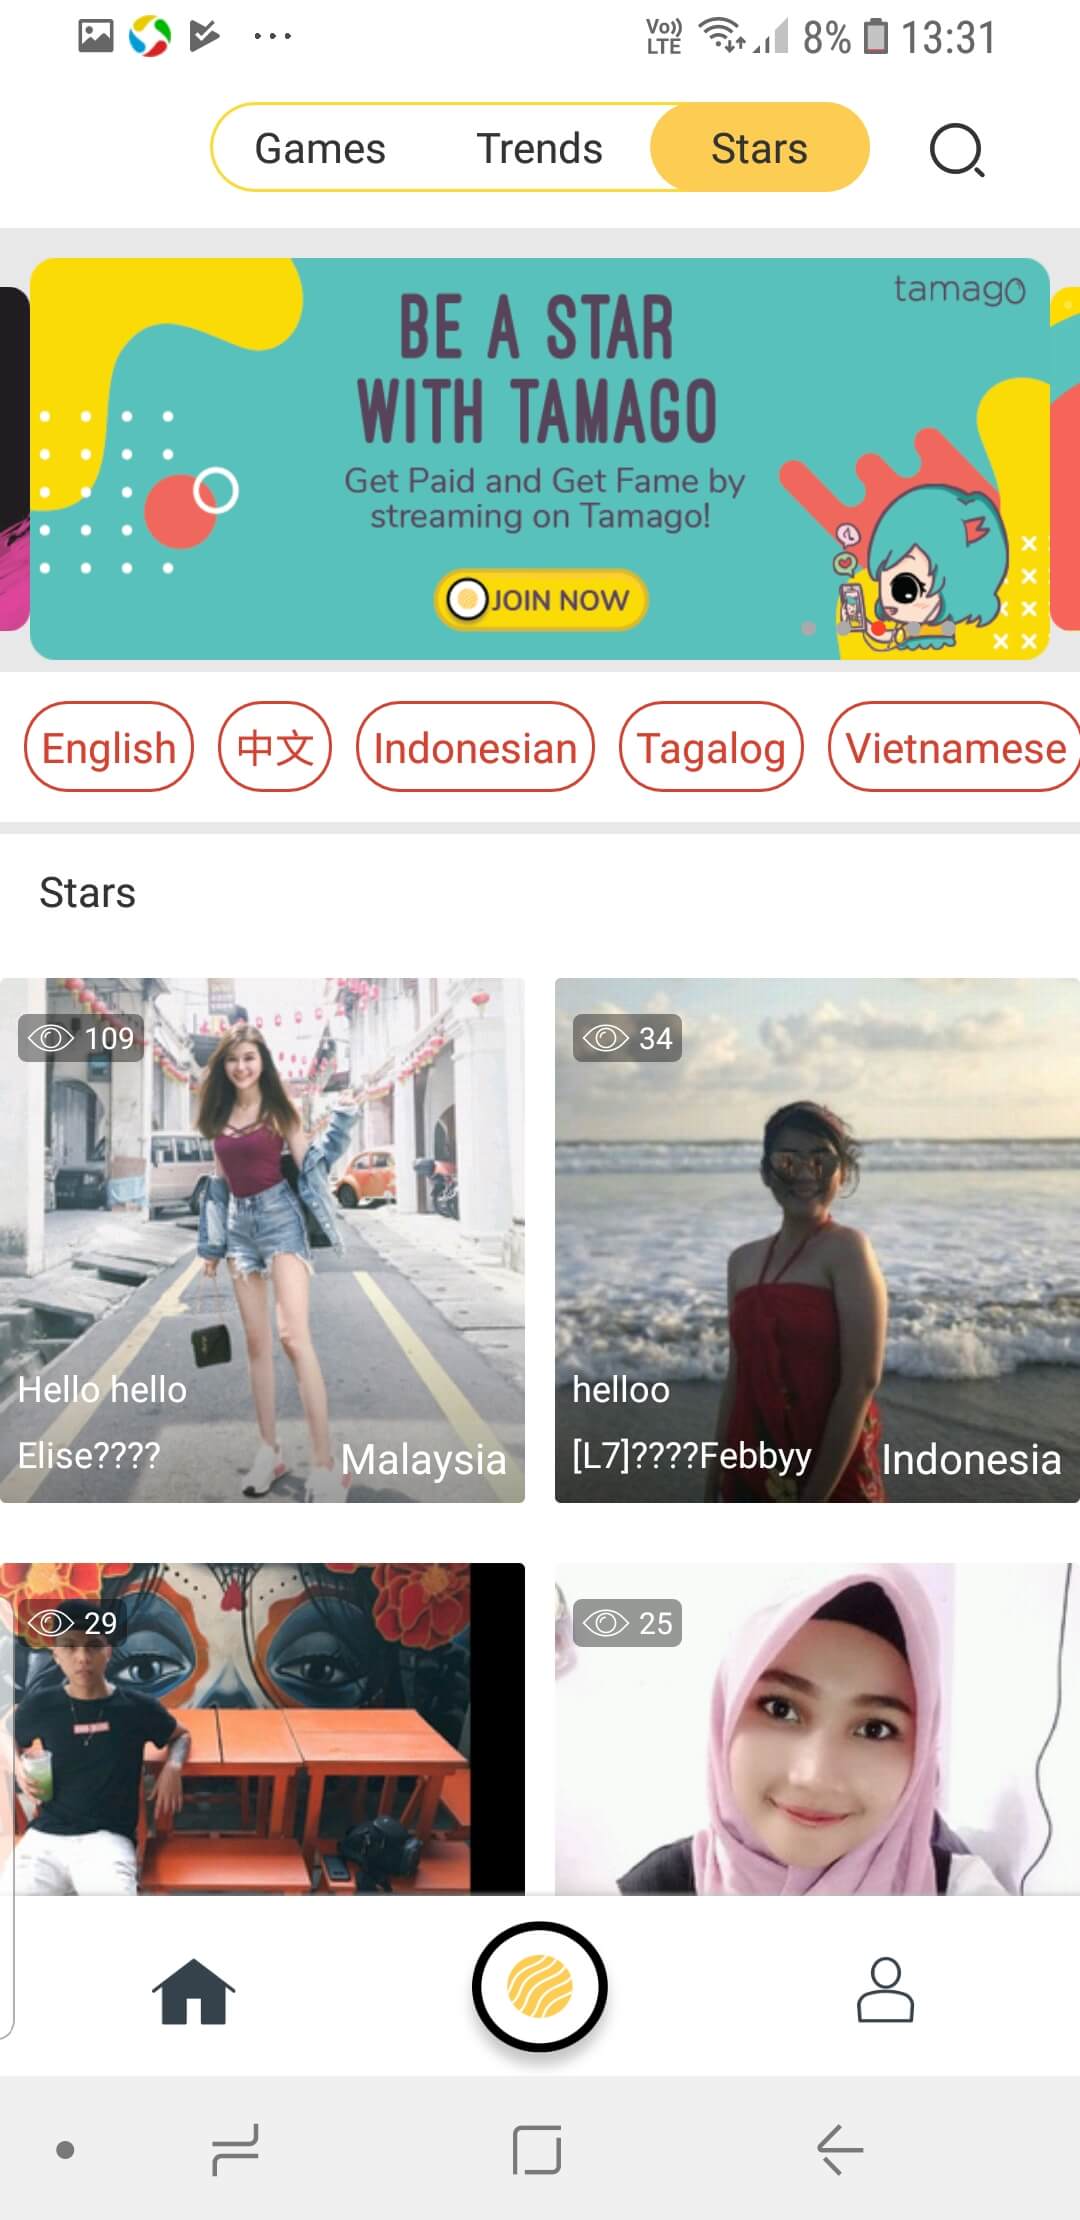 Vo)) LTE 8% 13:31
Games Trends Stars
tamago
BE A STAR
WITH TAMAGO
Get Paid and Get Fame by
streaming on Tamago!
JOIN NOW
English 中文 Indonesian Tagalog Vietnamese
Stars
109
Hello hello
Elise???? Malaysia
34
helloo
[L7]????Febbyy Indonesia
29
25